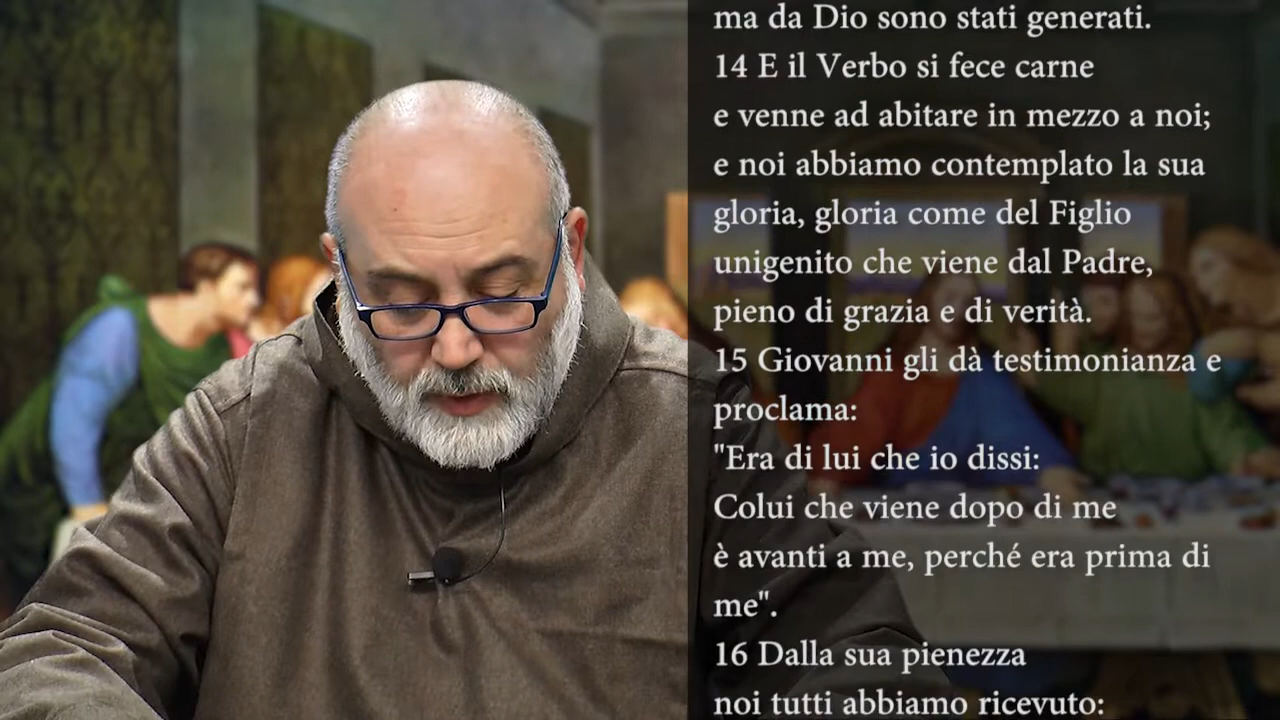 ma da Dio sono stati generati.
14 E il Verbo si fece carne
e venne ad abitare in mezzo a noi;
e noi abbiamo contemplato la sua
gloria, gloria come del Figlio
unigenito che viene dal Padre,
pieno di grazia e di verità.
15 Giovanni gli dà testimonianza e
proclama:
"Era di lui che io dissi:
Colui che viene dopo di me
è avanti a me, perché era prima di
me".
16 Dalla sua pienezza
noi tutti abbiamo ricevuto: